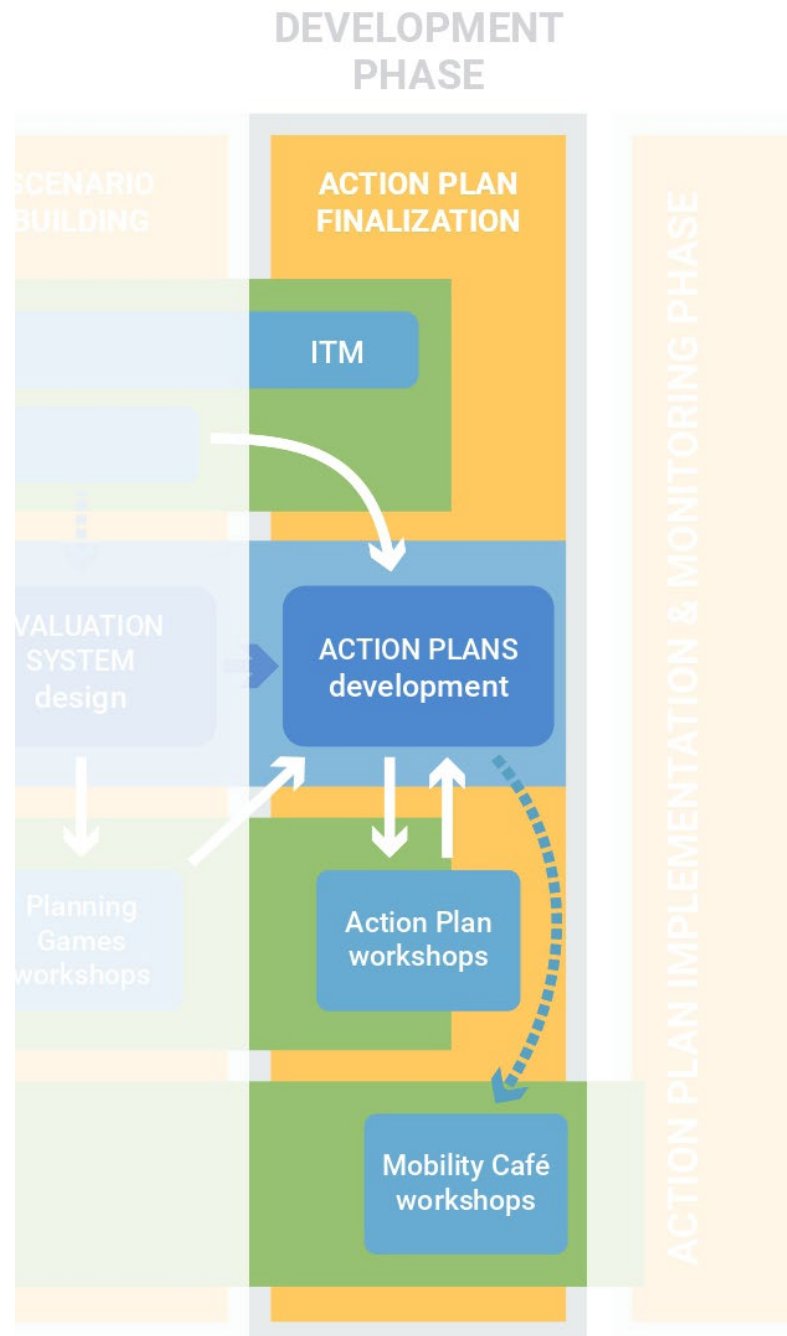 DEVELOPMENT
PHASE
SCENARIO
BUILDING
ACTION PLAN
FINALIZATION
ITM
VALUATION
SYSTEM
design
ACTION PLANS
development
Planning
Games
workshops
Action Plan
workshops
Mobility Café
workshops
ACTION PLAN IMPLEMENTATION & MONITORING PHASE